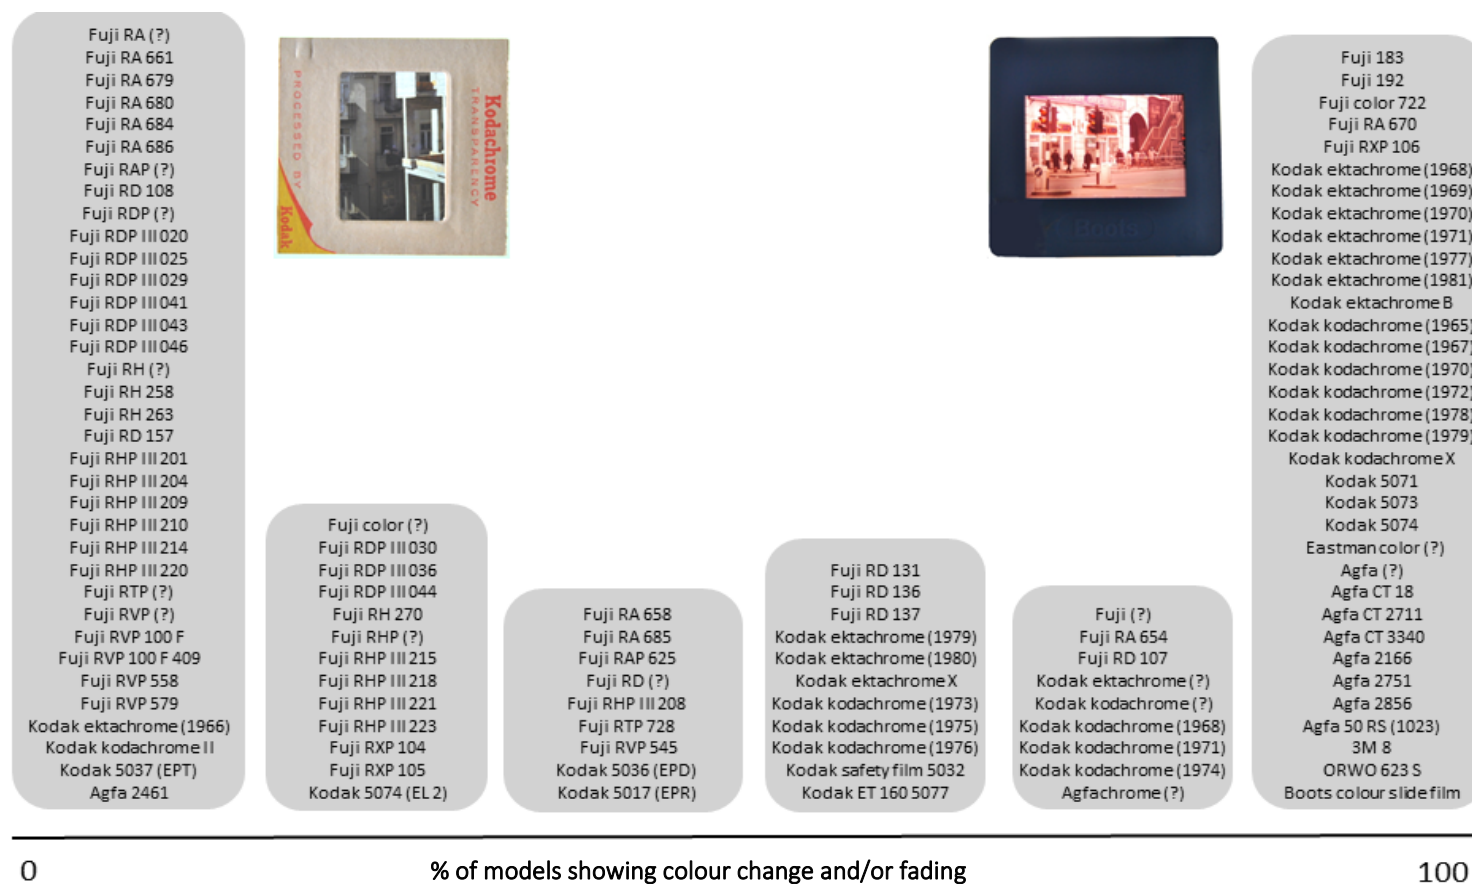 Fuji RA (?)
Fuji RA 661
Fuji RA 679
Fuji RA 680
Fuji RA 684
Fuji RA 686
Fuji RAP (?)
Fuji RD 108
Fuji RDP (?)
Fuji RDP III 020
Fuji RDP III 025
Fuji RDP III 029
Fuji RDP III 041
Fuji RDP III 043
Fuji RDP III 046
Fuji RH (?)
Fuji RH 258
Fuji RH 263
Fuji RD 157
Fuji RHP III 201
Fuji RHP III 204
Fuji RHP III 209
Fuji RHP III 210
Fuji RHP III 214
Fuji RHP III 220
Fuji RTP (?)
Fuji RVP (?)
Fuji RVP 100 F
Fuji RVP 100 F 409
Fuji RVP 558
Fuji RVP 579
Kodak ektachrome (1966)
Kodak kodachrome II
Kodak 5037 (EPT)
Agfa 2461
PROCESSED BY
Kodak
Kodachrome
TRANSPARENCY
Fuji color (?)
Fuji RDP III 030
Fuji RDP III 036
Fuji RDP III 044
Fuji RH 270
Fuji RHP (?)
Fuji RHP III 215
Fuji RHP III 218
Fuji RHP III 221
Fuji RHP III 223
Fuji RXP 104
Fuji RXP 105
Kodak 5074 (EL 2)
Fuji RA 658
Fuji RA 685
Fuji RAP 625
Fuji RD (?)
Fuji RHP III 208
Fuji RTP 728
Fuji RVP 545
Kodak 5036 (EPD)
Kodak 5017 (EPR)
Fuji RD 131
Fuji RD 136
Fuji RD 137
Kodak ektachrome (1979)
Kodak ektachrome (1980)
Kodak ektachrome X
Kodak kodachrome (1973)
Kodak kodachrome (1975)
Kodak kodachrome (1976)
Kodak safety film 5032
Kodak ET 160 5077
Boots
Fuji (?)
Fuji RA 654
Fuji RD 107
Kodak ektachrome (?)
Kodak kodachrome (?)
Kodak kodachrome (1968)
Kodak kodachrome (1971)
Kodak kodachrome (1974)
Agfachrome (?)
Fuji 183
Fuji 192
Fuji color 722
Fuji RA 670
Fuji RXP 106
Kodak ektachrome (1968)
Kodak ektachrome (1969)
Kodak ektachrome (1970)
Kodak ektachrome (1971)
Kodak ektachrome (1977)
Kodak ektachrome (1981)
Kodak ektachrome B
Kodak kodachrome (1965)
Kodak kodachrome (1967)
Kodak kodachrome (1970)
Kodak kodachrome (1972)
Kodak kodachrome (1978)
Kodak kodachrome (1979)
Kodak kodachrome X
Kodak 5071
Kodak 5073
Kodak 5074
Eastman color (?)
Agfa (?)
Agfa CT 18
Agfa CT 2711
Agfa CT 3340
Agfa 2166
Agfa 2751
Agfa 2856
Agfa 50 RS (1023)
3M 8
ORWO 623 S
Boots colour slide film
0
% of models showing colour change and/or fading
100